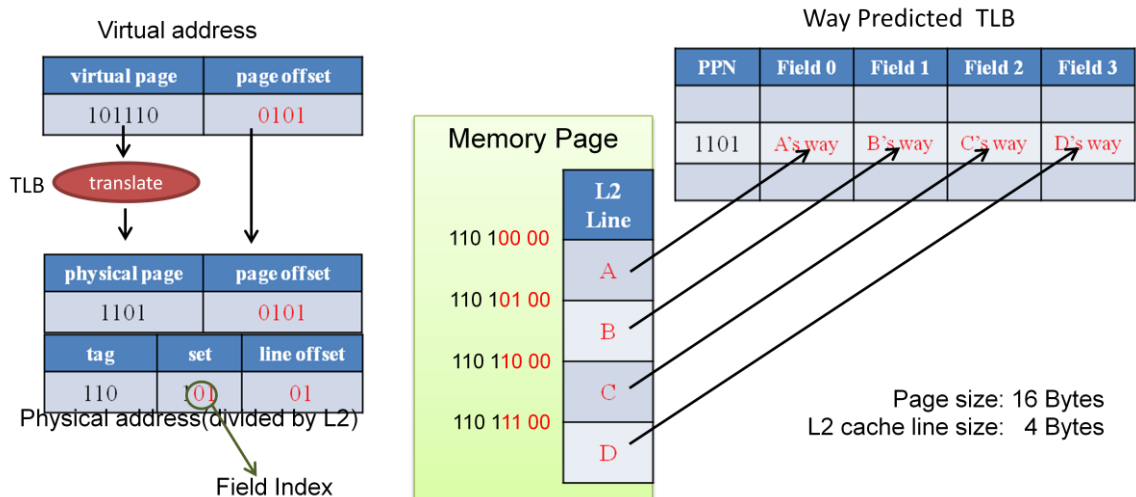 Virtual address
virtual page page offset
101110 0101
TLB translate
physical page page offset
1101 0101
tag set line offset
110 101 01
Physical address(divided by L2)
Field Index
Memory Page
L2
Line
110 100 00
A
110 101 00
B
110 110 00
C
110 111 00
D
Way Predicted TLB
PPN Field 0 Field 1 Field 2 Field 3
1101 A's way B's way C's way D's way
Page size: 16 Bytes
L2 cache line size: 4 Bytes